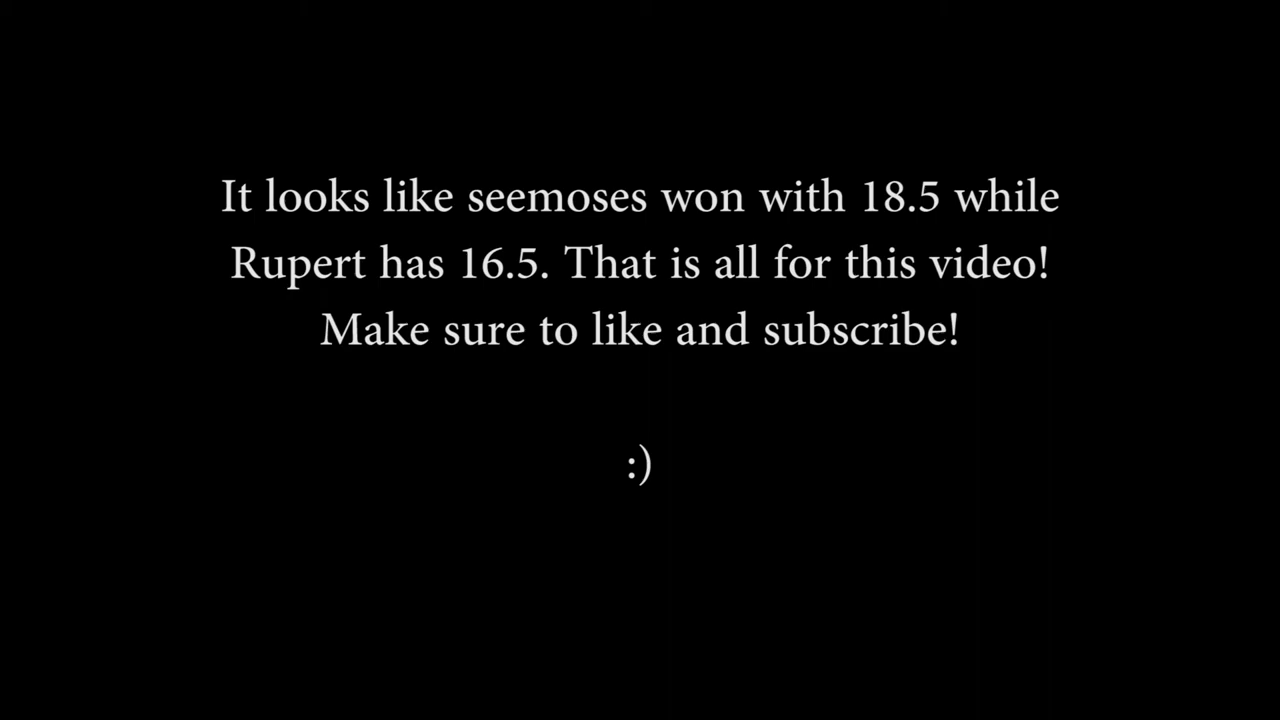 It looks like seemoses won with 18.5 while
Rupert has 16.5. That is all for this video!
Make sure to like and subscribe!
:)